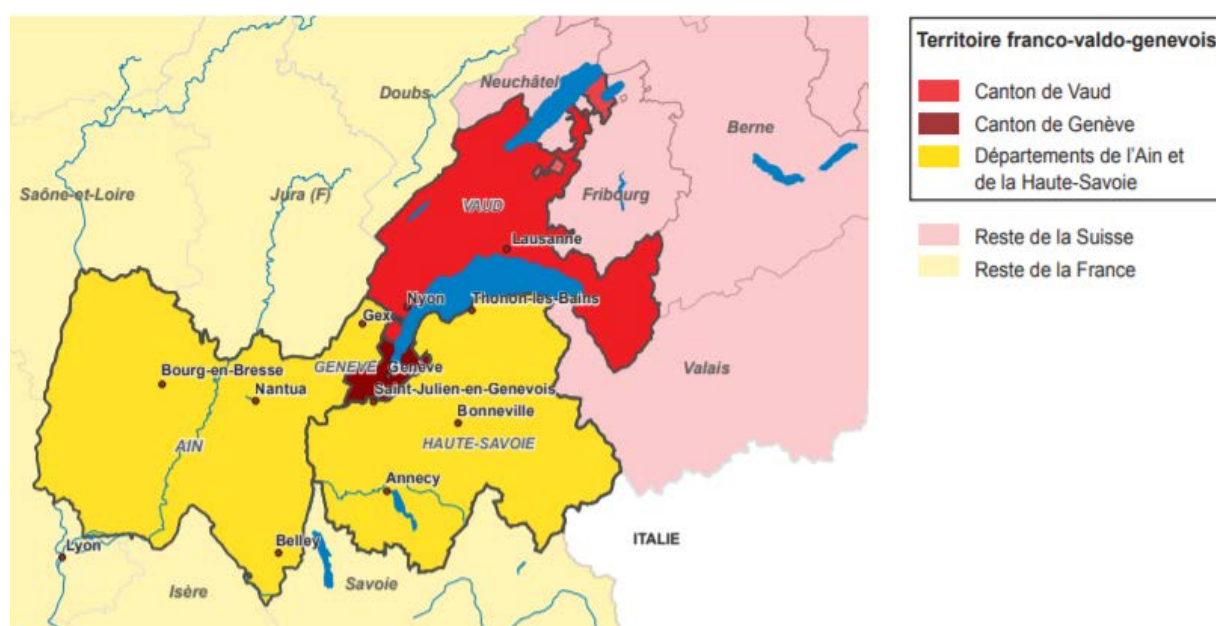 Territoire franco-valdo-genevois
Canton de Vaud
Canton de Genève
Départements de l'Ain et
de la Haute-Savoie
Reste de la Suisse
Reste de la France
Neuchâtel
Doubs
Berne
Saône-et-Loire
Jura (F)
Fribourg
VAUD
Lausanne
Nyon
Thonon-les-Bains
Gex
GENEVÉ
Genève
Valais
Bourg-en-Bresse
Nantua
Saint-Julien-en-Genevois
Bonneville
AIN
HAUTE-SAVOIE
Annecy
ITALIE
Lyon
Belley
Isère
Savoie